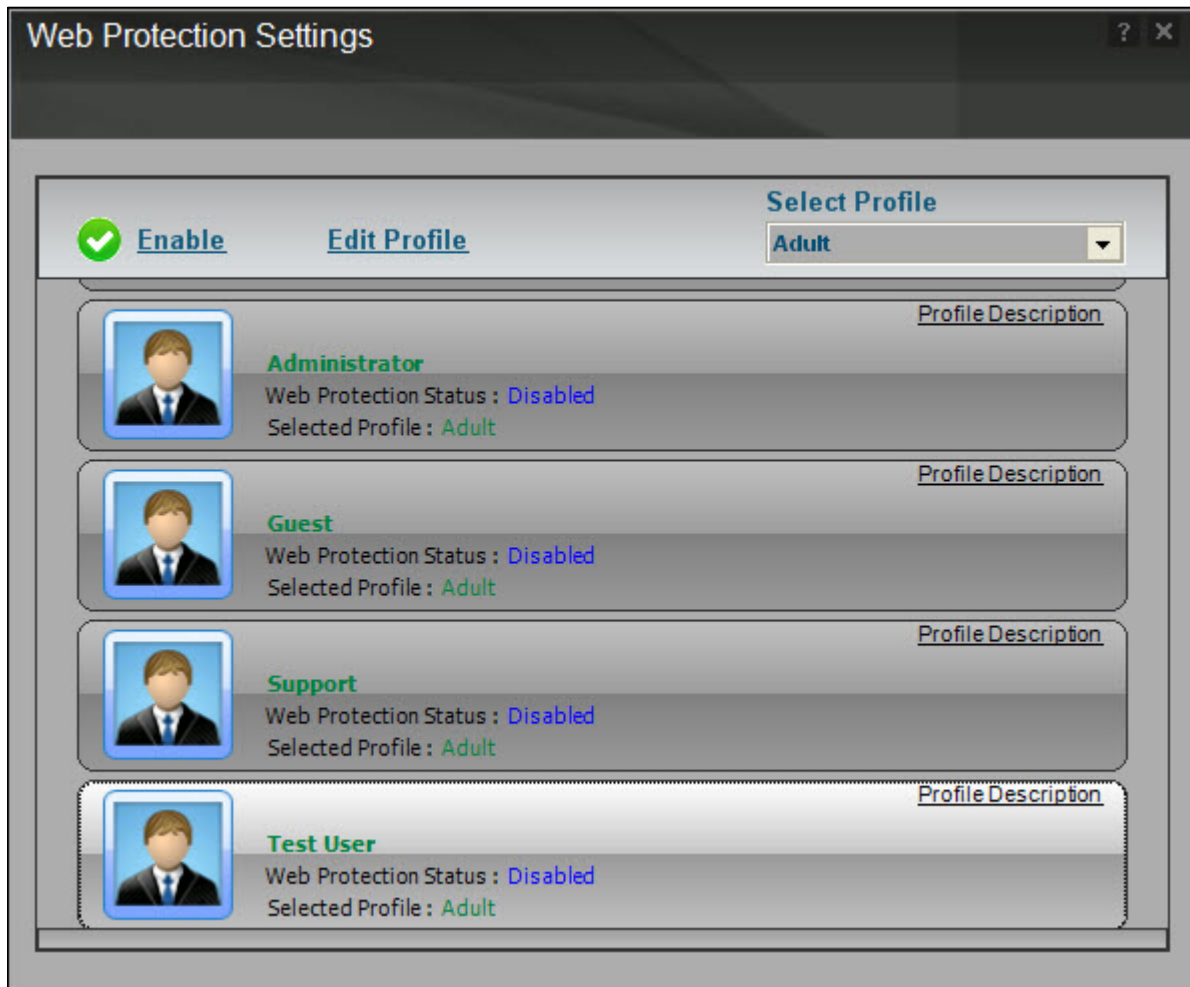 Web Protection Settings
? X
Select Profile
Enable Edit Profile Adult
Profile Description
Administrator
Web Protection Status : Disabled
Selected Profile : Adult
Profile Description
Guest
Web Protection Status : Disabled
Selected Profile : Adult
Profile Description
Support
Web Protection Status : Disabled
Selected Profile : Adult
Profile Description
Test User
Web Protection Status : Disabled
Selected Profile : Adult